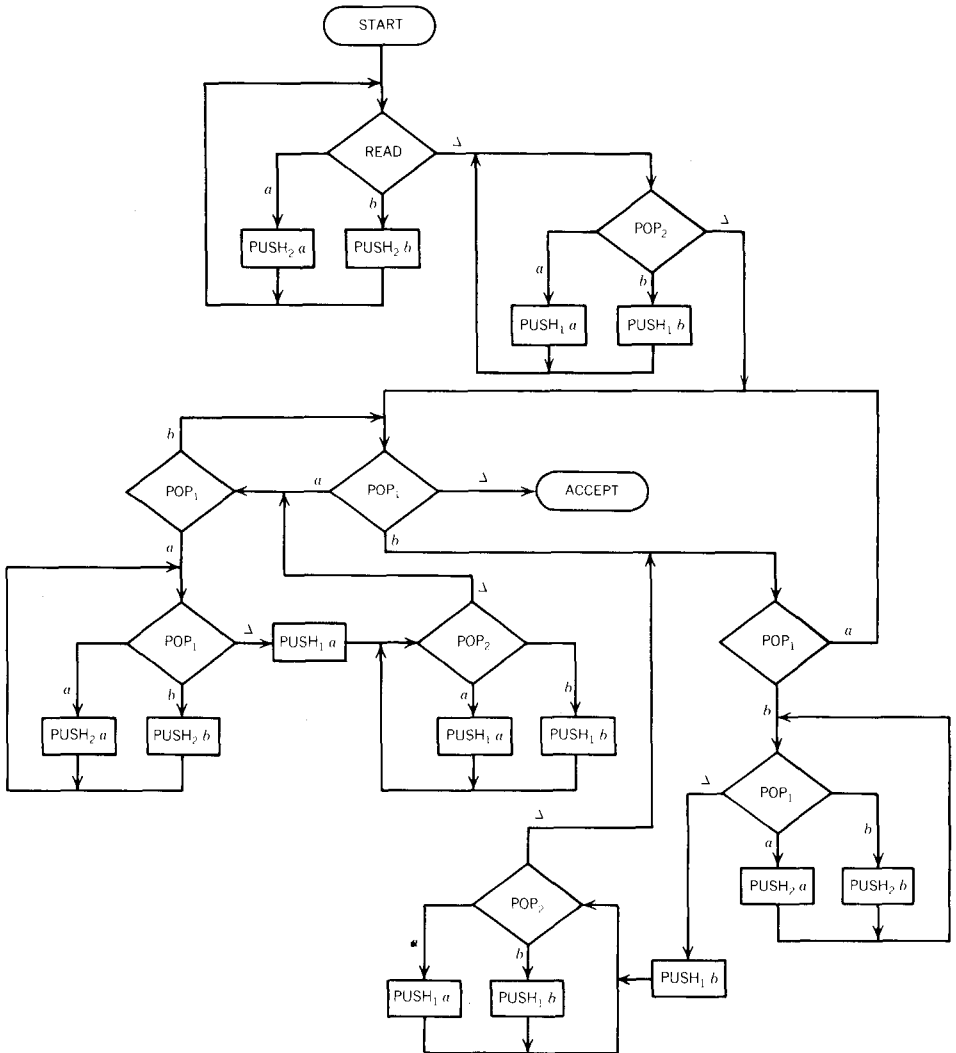 START
READ
Δ
a
b
PUSH₂ a
PUSH₂ b
POP₂
Δ
a
b
PUSH₁ a
PUSH₁ b
b
POP₁
a
POP₁
Δ
ACCEPT
a
b
POP₁
Δ
PUSH₁ a
Δ
POP₂
POP₁
a
a
b
a
b
PUSH₂ a
PUSH₂ b
PUSH₁ a
PUSH₁ b
b
Δ
POP₁
a
b
PUSH₂ a
PUSH₂ b
Δ
POP₂
a
b
PUSH₁ a
PUSH₁ b
PUSH₁ b